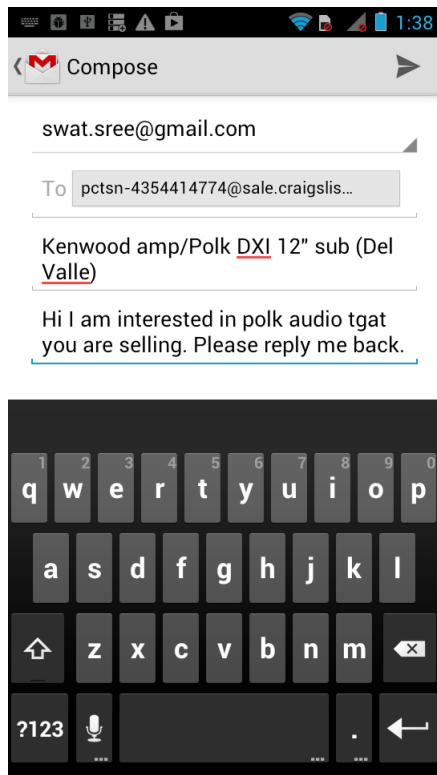 1:38
Compose
swat.sree@gmail.com
To pctsn-4354414774@sale.craigslis...
Kenwood amp/Polk DXI 12" sub (Del
Valle)
Hi I am interested in polk audio tgat
you are selling. Please reply me back.
1 2 3 4 5 6 7 8 9 0
q w e r t y u i o p
a s d f g h j k l
z x c v b n m
?123 .